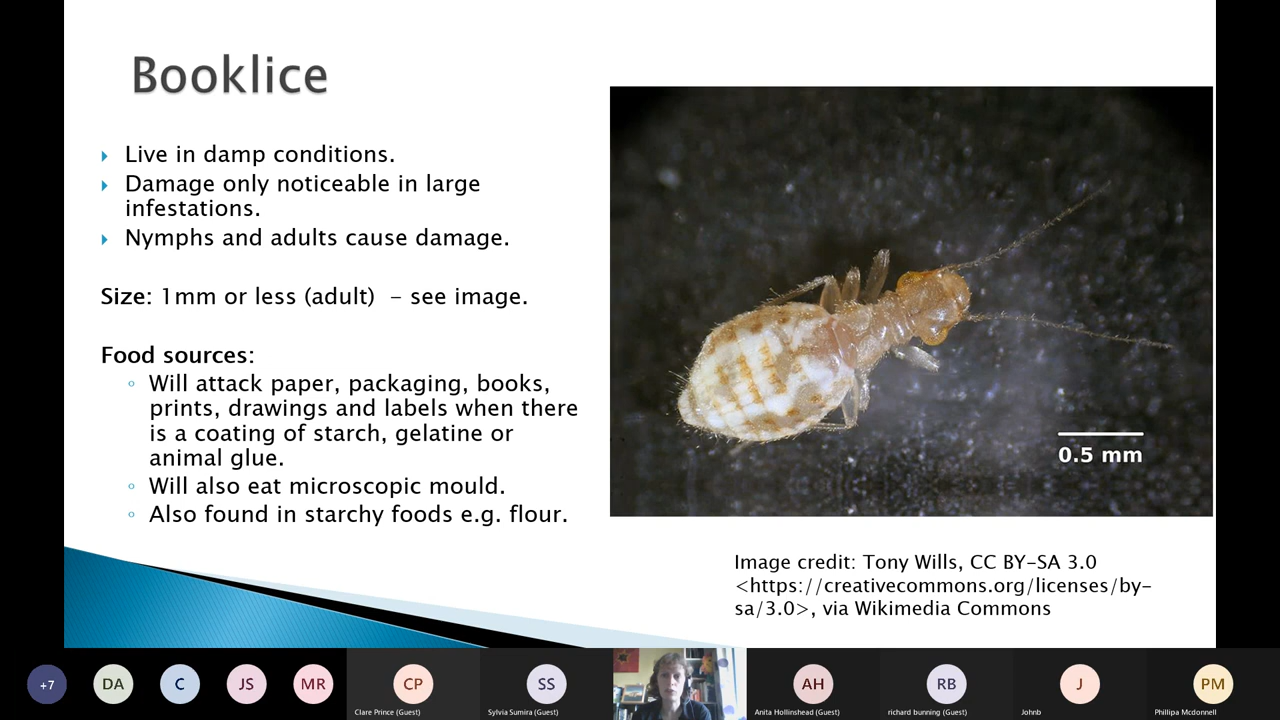 Booklice
Live in damp conditions.
Damage only noticeable in large
infestations.
Nymphs and adults cause damage.
Size: 1mm or less (adult) – see image.
Food sources:
Will attack paper, packaging, books,
prints, drawings and labels when there
is a coating of starch, gelatine or
animal glue.
Will also eat microscopic mould.
Also found in starchy foods e.g. flour.
0.5 mm
Image credit: Tony Wills, CC BY-SA 3.0
<https://creativecommons.org/licenses/by-
sa/3.0>, via Wikimedia Commons
+7
DA
C
JS
MR
CP
Clare Prince (Guest)
SS
Sylvia Sumira (Guest)
AH
Anita Hollinshead (Guest)
RB
richard bunning (Guest)
J
Johnb
PM
Phillipa Mcdonnell